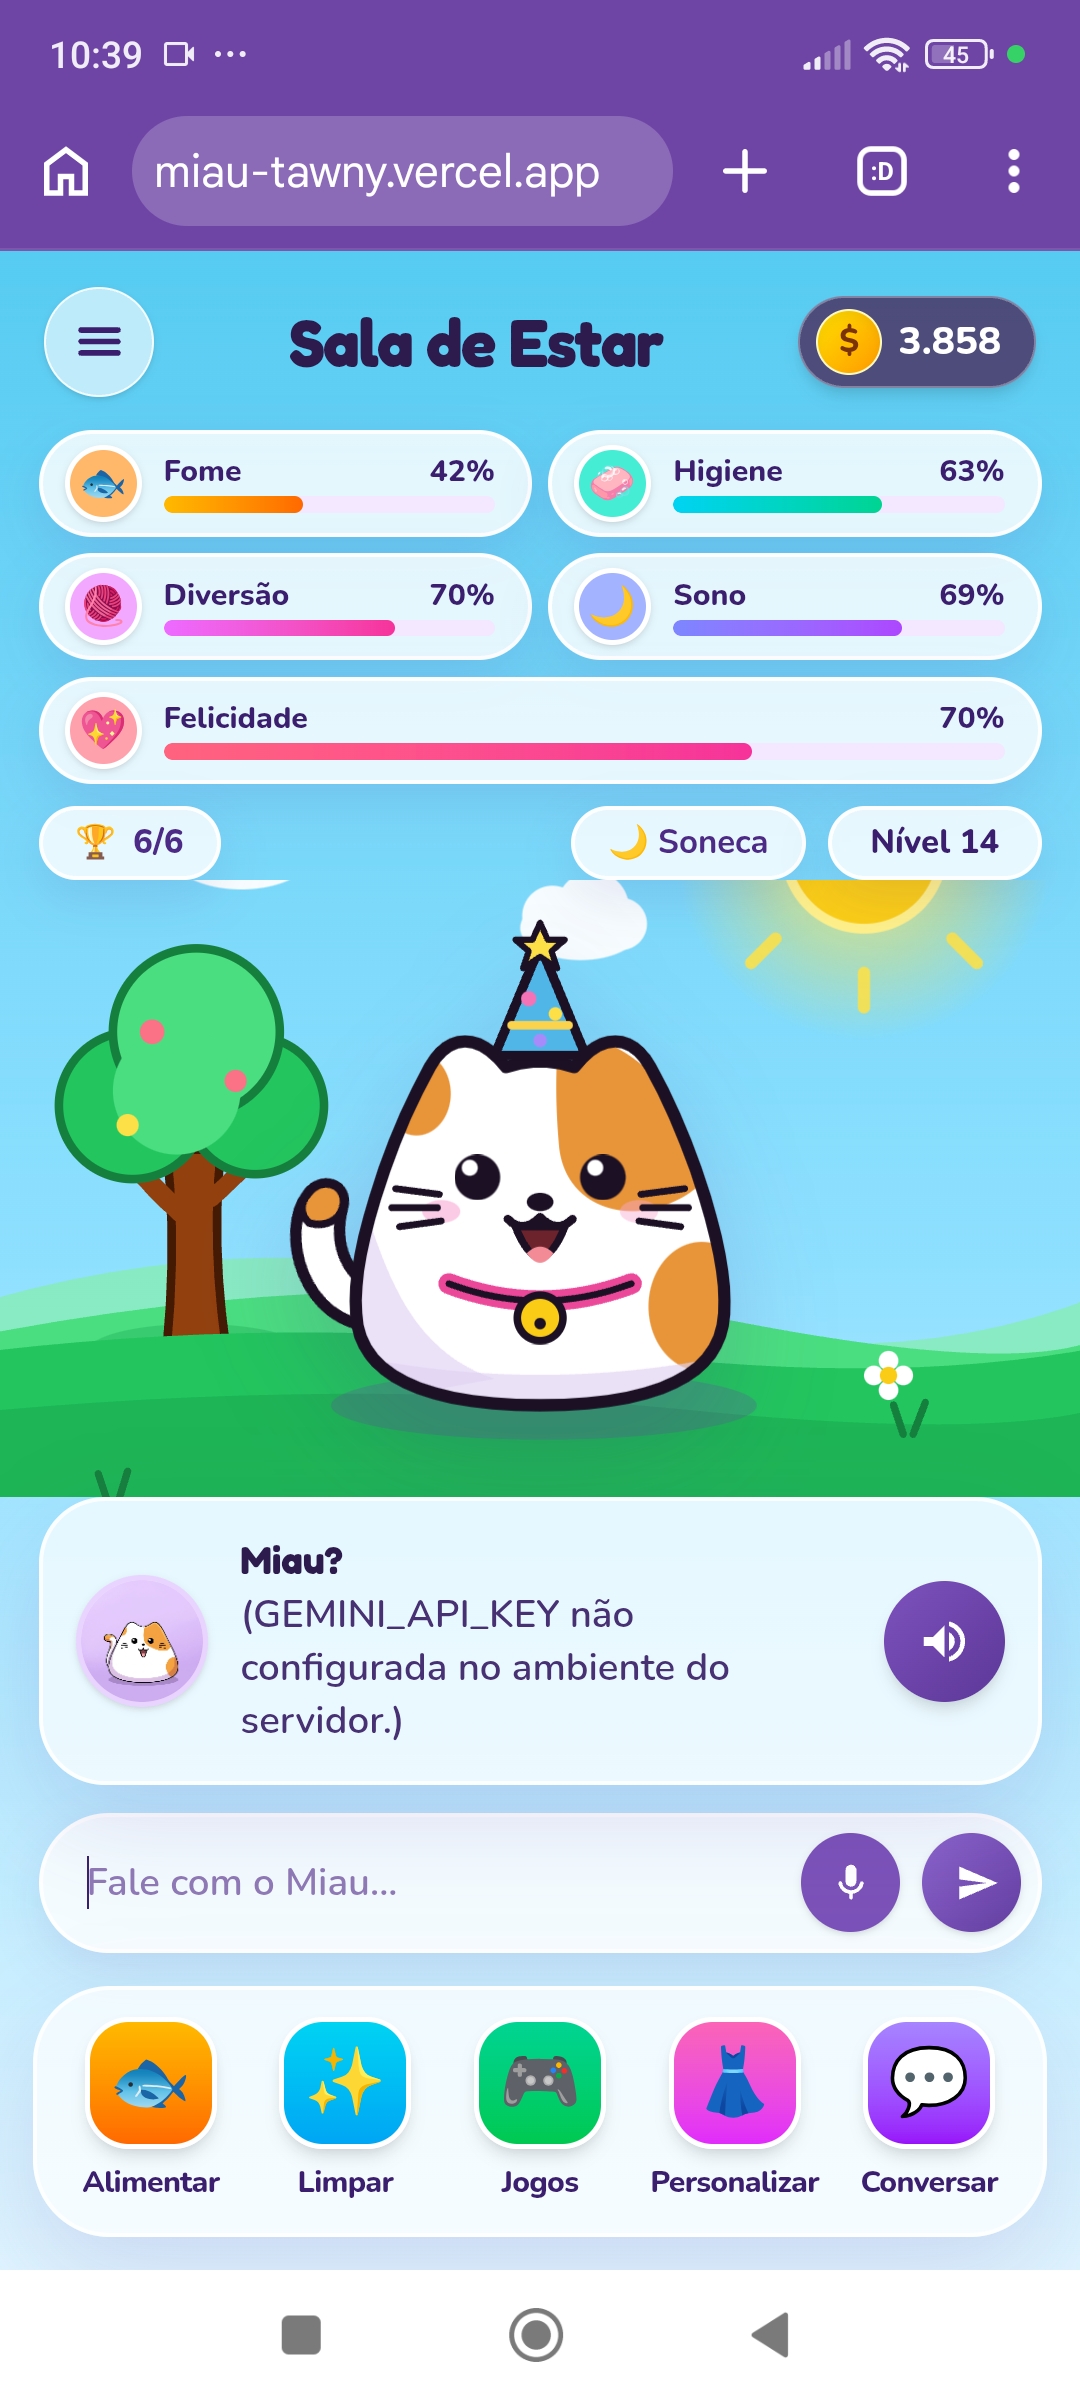 10:39
45
miau-tawny.vercel.app
:D
Sala de Estar
$ 3.858
Fome 42%
Higiene 63%
Diversão 70%
Sono 69%
Felicidade 70%
6/6
Soneca
Nível 14
Miau?
(GEMINI_API_KEY não
configurada no ambiente do
servidor.)
Fale com o Miau...
Alimentar
Limpar
Jogos
Personalizar
Conversar